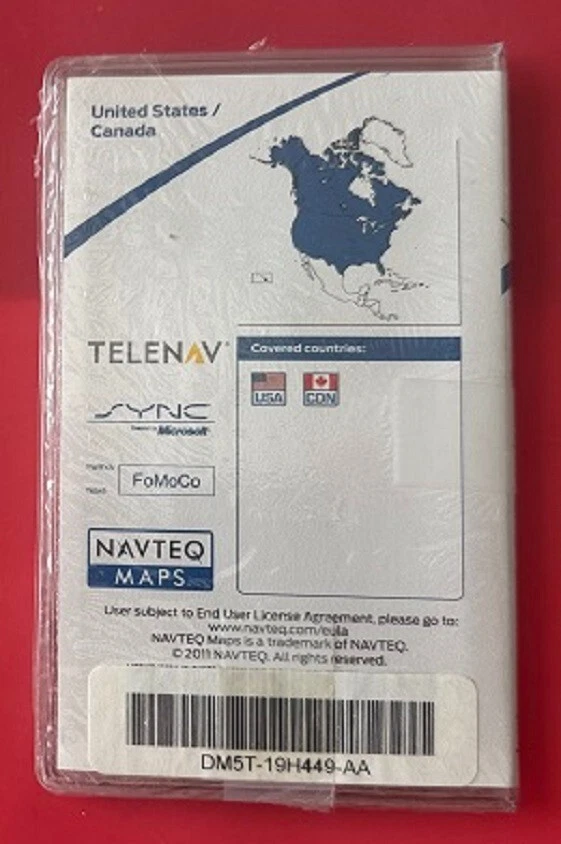 United States /
Canada
TELENAV
Covered countries:
USA CDN
SYNC
Microsoft
FoMoCo
NAVTEQ
MAPS
User subject to End User License Agreement, please go to:
www.navteq.com/eula
NAVTEQ Maps is a trademark of NAVTEQ.
© 2011 NAVTEQ. All rights reserved.
DM5T-19H449-AA